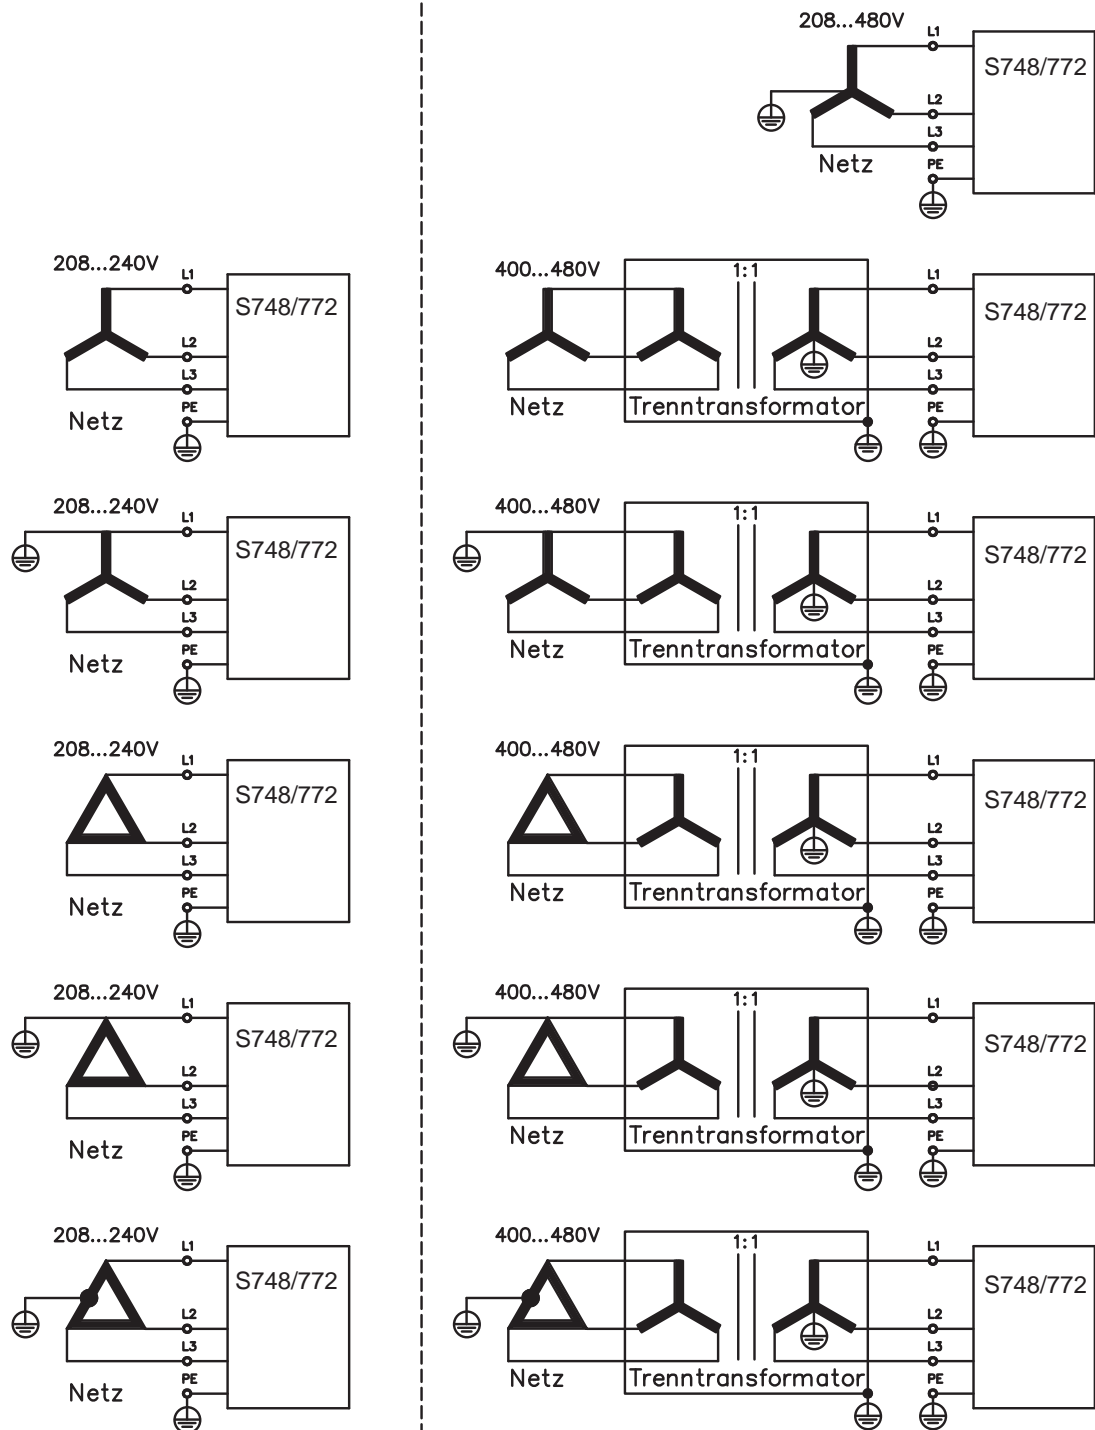 208...480V
L1
S748/772
L2
L3
Netz
PE
208...240V
L1
S748/772
L2
L3
Netz
PE
400...480V
1:1
L1
S748/772
L2
L3
Netz
Trenntransformator
PE
208...240V
L1
S748/772
L2
L3
Netz
PE
400...480V
1:1
L1
S748/772
L2
L3
Netz
Trenntransformator
PE
208...240V
L1
S748/772
L2
L3
Netz
PE
400...480V
1:1
L1
S748/772
L2
L3
Netz
Trenntransformator
PE
208...240V
L1
S748/772
L2
L3
Netz
PE
400...480V
1:1
L1
S748/772
L2
L3
Netz
Trenntransformator
PE
208...240V
L1
S748/772
L2
L3
Netz
PE
400...480V
1:1
L1
S748/772
L2
L3
Netz
Trenntransformator
PE